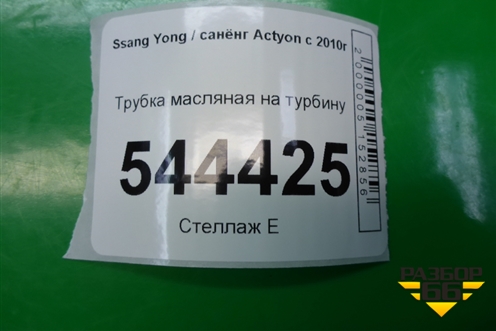 Ssang Yong / санёнг Actyon с 2010г
Трубка масляная на турбину
544425
Стеллаж Е
2000005152856
РАЗБОР
66